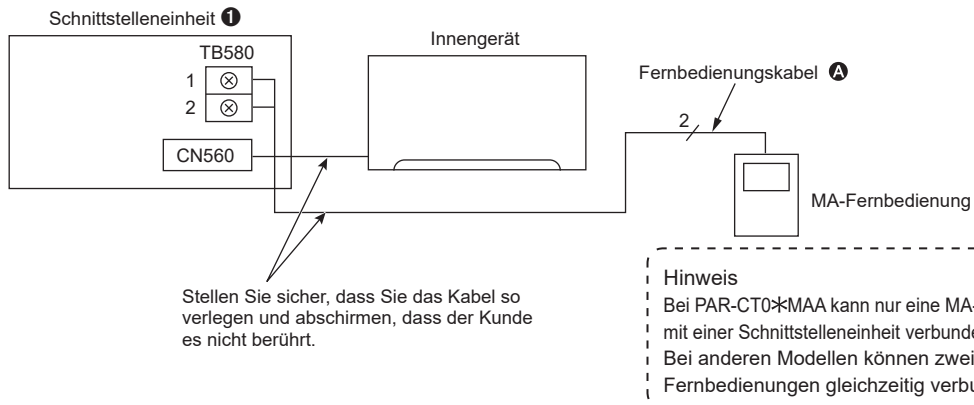 Schnittstelleneinheit ❶
TB580
1
2
CN560
Innengerät
Fernbedienungskabel Ⓐ
2
MA-Fernbedienung
Stellen Sie sicher, dass Sie das Kabel so
verlegen und abschirmen, dass der Kunde
es nicht berührt.
Hinweis
Bei PAR-CT0✻MAA kann nur eine MA-
mit einer Schnittstelleneinheit
Bei anderen Modellen können zwei
Fernbedienungen gleichzeitig